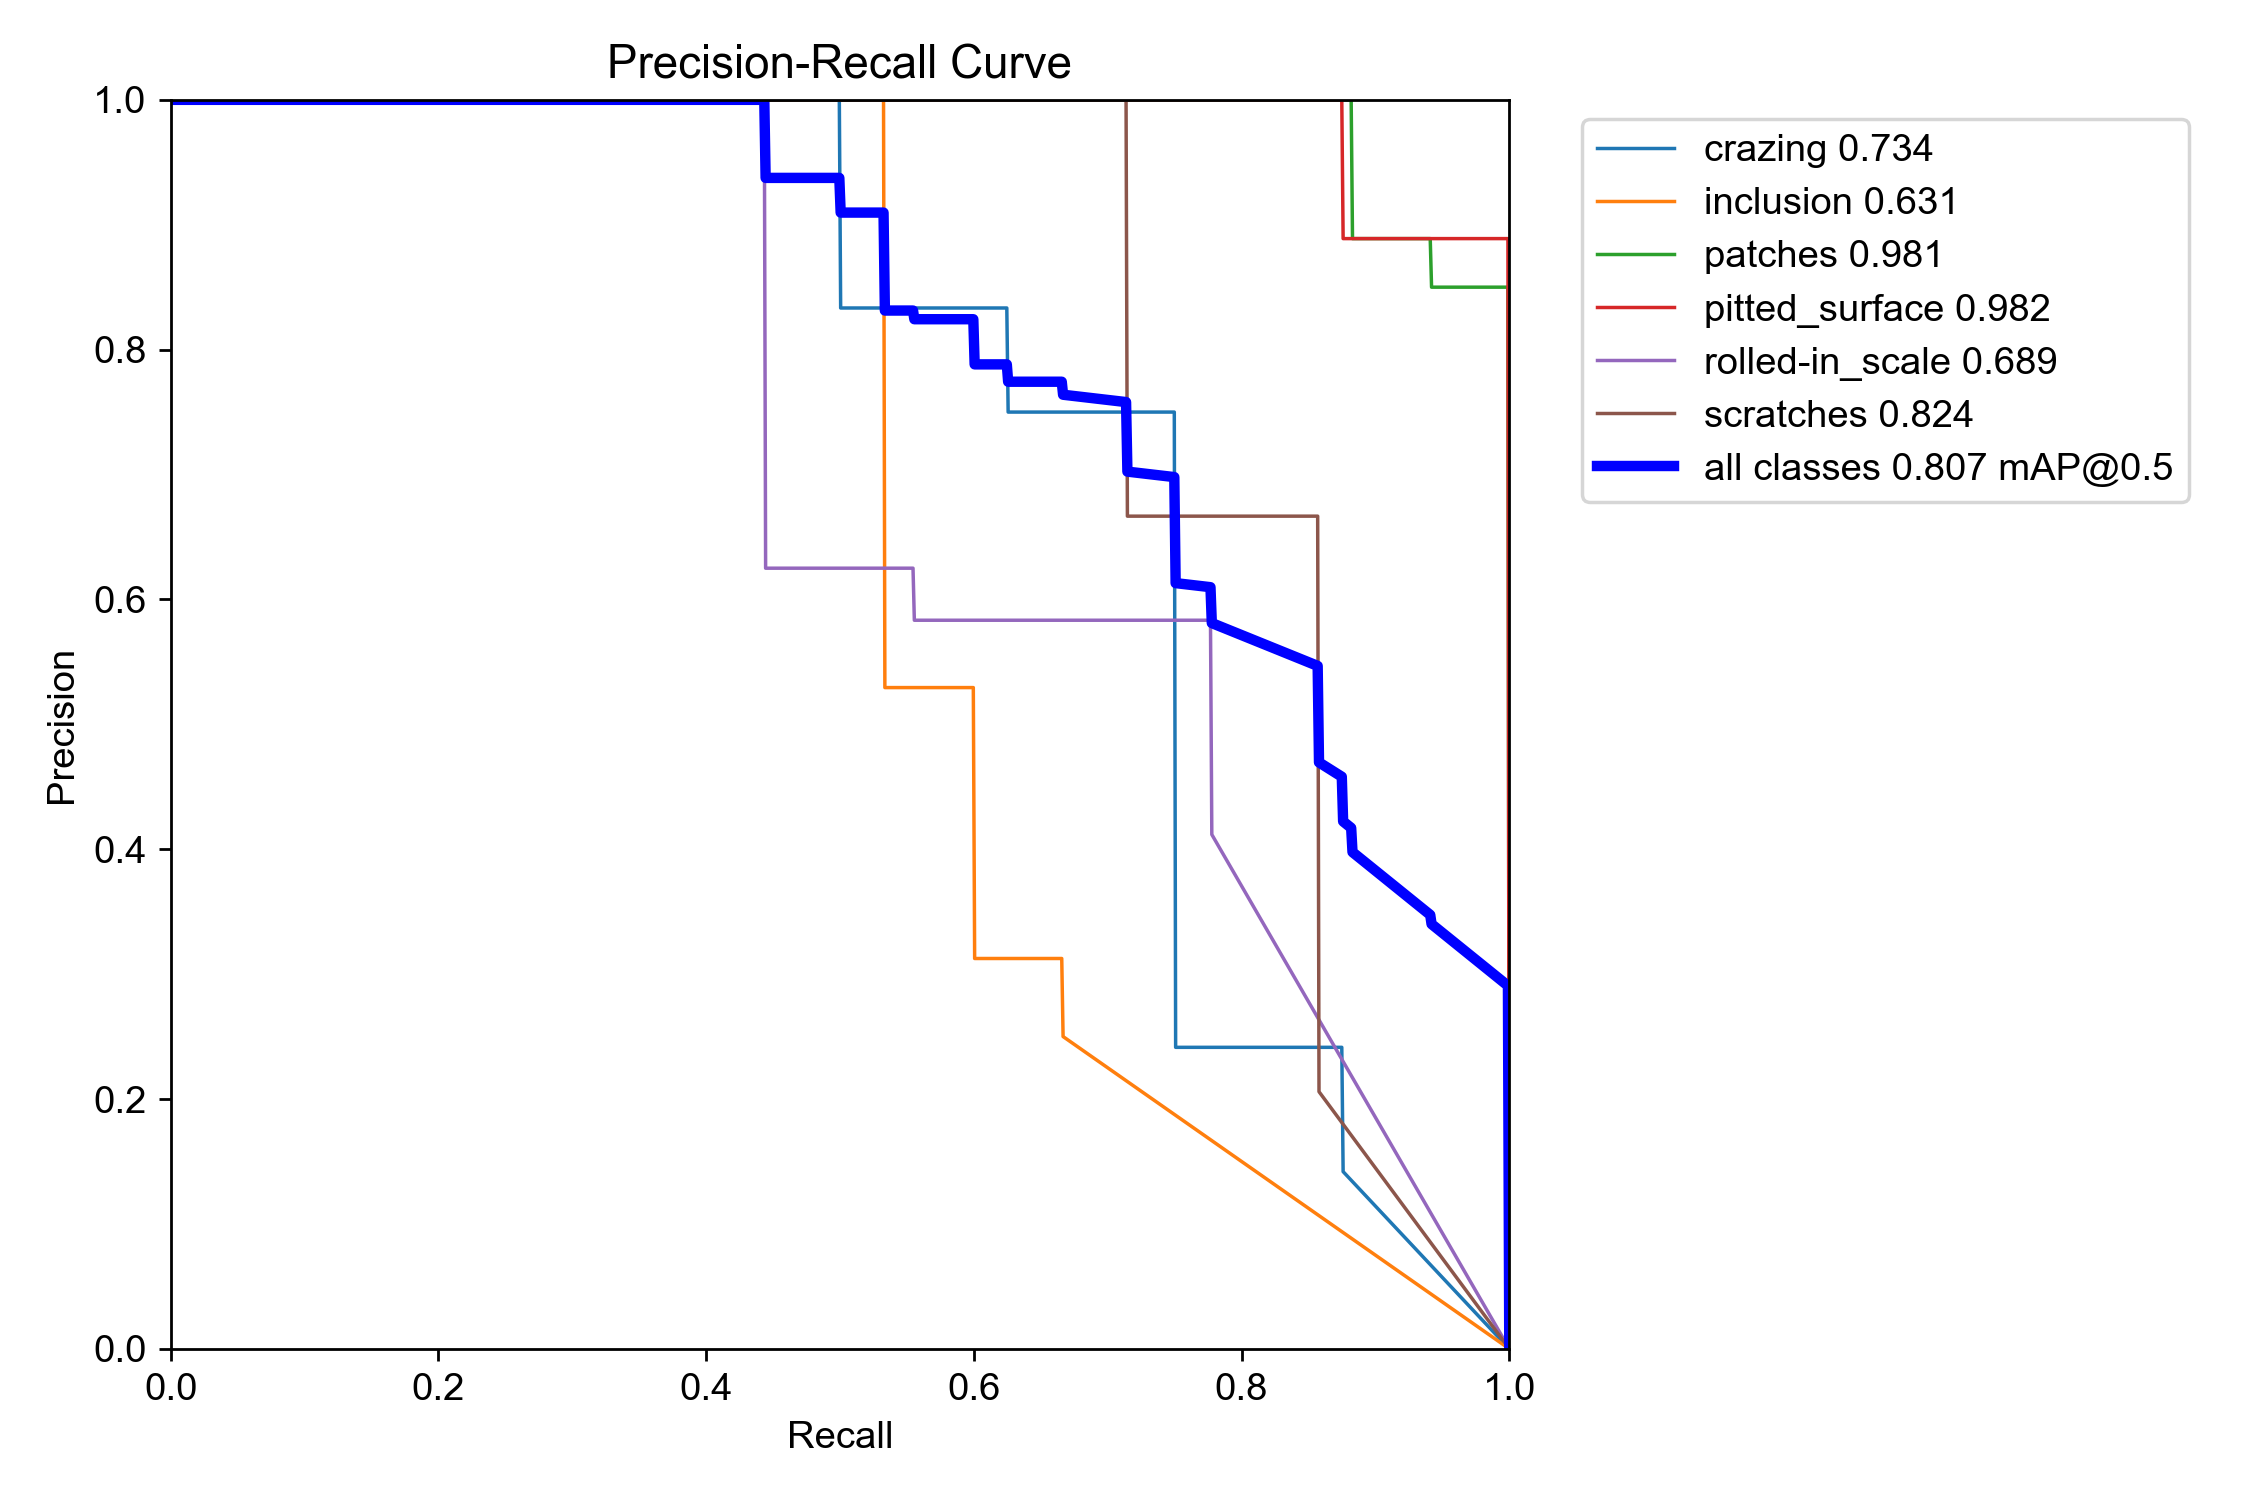 Precision-Recall Curve
1.0
0.8
0.6
0.4
0.2
0.0
Precision
0.0 0.2 0.4 0.6 0.8 1.0
Recall
crazing 0.734
inclusion 0.631
patches 0.981
pitted_surface 0.982
rolled-in_scale 0.689
scratches 0.824
all classes 0.807 mAP@0.5